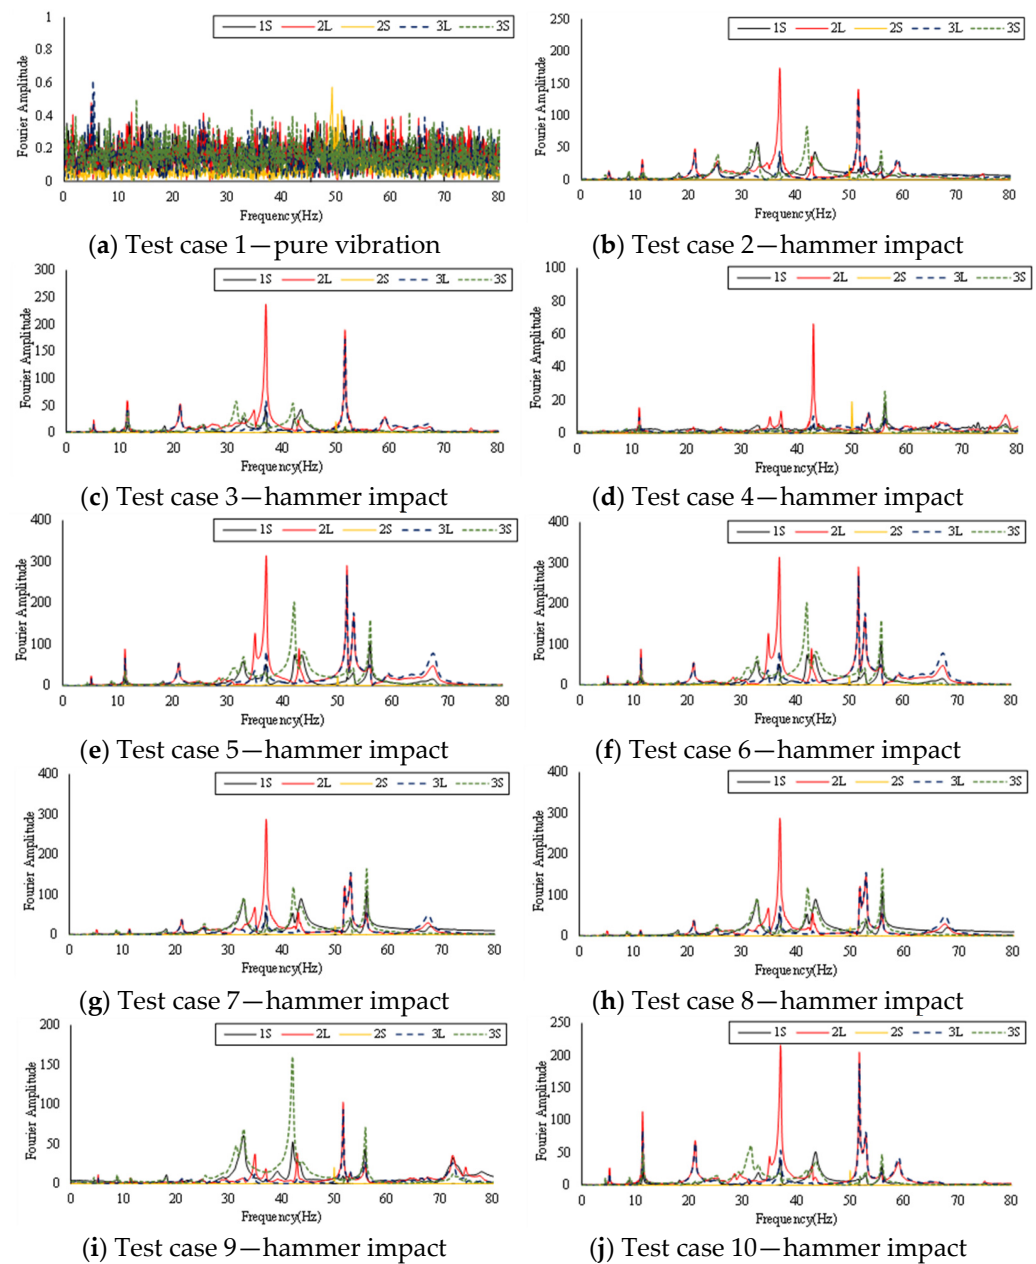 1
0.8
0.6
0.4
0.2
0
Fourier Amplitude
1S 2L 2S 3L 3S
0 10 20 30 40 50 60 70 80
Frequency(Hz)
(a) Test case 1—pure vibration
250
200
150
100
50
0
Fourier Amplitude
1S 2L 2S 3L 3S
0 10 20 30 40 50 60 70 80
Frequency(Hz)
(b) Test case 2—hammer impact
300
250
200
150
100
50
0
Fourier Amplitude
1S 2L 2S 3L 3S
0 10 20 30 40 50 60 70 80
Frequency(Hz)
(c) Test case 3—hammer impact
100
80
60
40
20
0
Fourier Amplitude
1S 2L 2S 3L 3S
0 10 20 30 40 50 60 70 80
Frequency(Hz)
(d) Test case 4—hammer impact
400
300
200
100
0
Fourier Amplitude
1S 2L 2S 3L 3S
0 10 20 30 40 50 60 70 80
Frequency(Hz)
(e) Test case 5—hammer impact
400
300
200
100
0
Fourier Amplitude
1S 2L 2S 3L 3S
0 10 20 30 40 50 60 70 80
Frequency(Hz)
(f) Test case 6—hammer impact
400
300
200
100
0
Fourier Amplitude
1S 2L 2S 3L 3S
0 10 20 30 40 50 60 70 80
Frequency(Hz)
(g) Test case 7—hammer impact
400
300
200
100
0
Fourier Amplitude
1S 2L 2S 3L 3S
0 10 20 30 40 50 60 70 80
Frequency(Hz)
(h) Test case 8—hammer impact
200
150
100
50
0
Fourier Amplitude
1S 2L 2S 3L 3S
0 10 20 30 40 50 60 70 80
Frequency(Hz)
(i) Test case 9—hammer impact
250
200
150
100
50
0
Fourier Amplitude
1S 2L 2S 3L 3S
0 10 20 30 40 50 60 70 80
Frequency(Hz)
(j) Test case 10—hammer impact